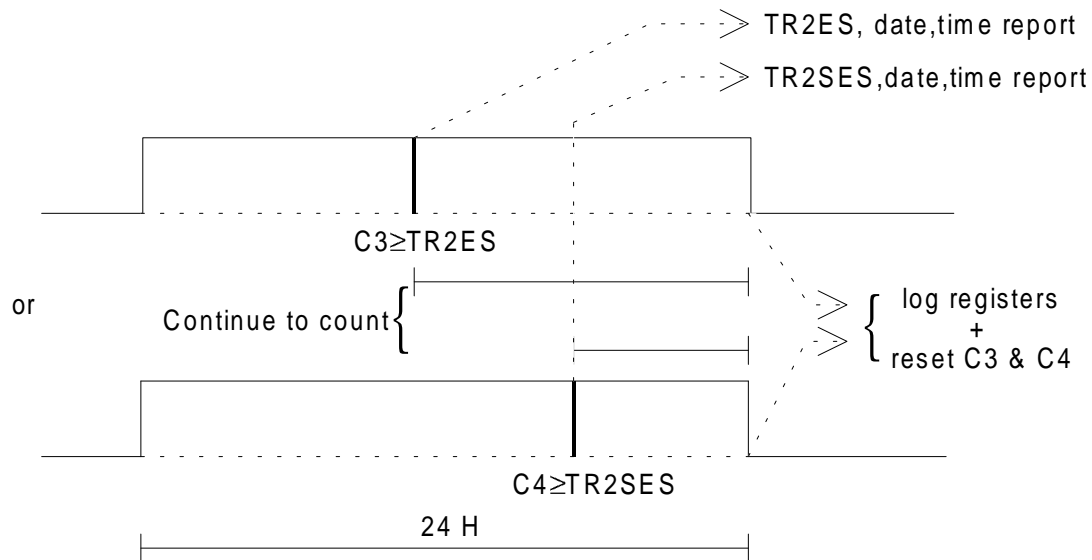 TR2ES, date,time report
TR2SES,date,time report
C3≥TR2ES
or
Continue to count
log registers
+
reset C3 & C4
C4≥TR2SES
24 H